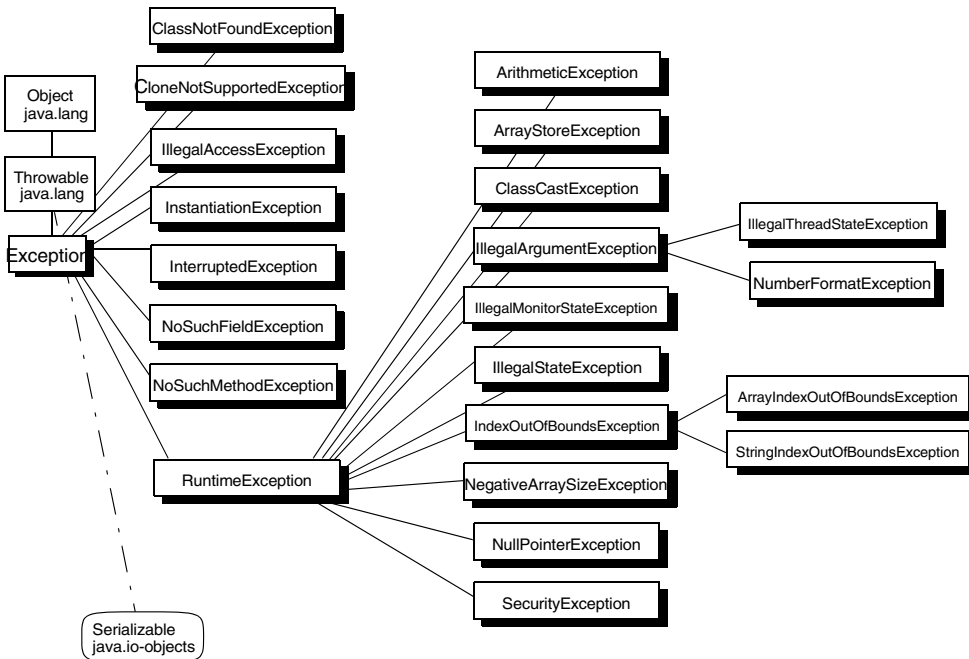 Object
java.lang
Throwable
java.lang
Exception
ClassNotFoundException
CloneNotSupportedException
IllegalAccessException
InstantiationException
InterruptedException
NoSuchFieldException
NoSuchMethodException
RuntimeException
Serializable
java.io-objects
ArithmeticException
ArrayStoreException
ClassCastException
IllegalArgumentException
IllegalMonitorStateException
IllegalStateException
IndexOutOfBoundsException
NegativeArraySizeException
NullPointerException
SecurityException
IllegalThreadStateException
NumberFormatException
ArrayIndexOutOfBoundsException
StringIndexOutOfBoundsException